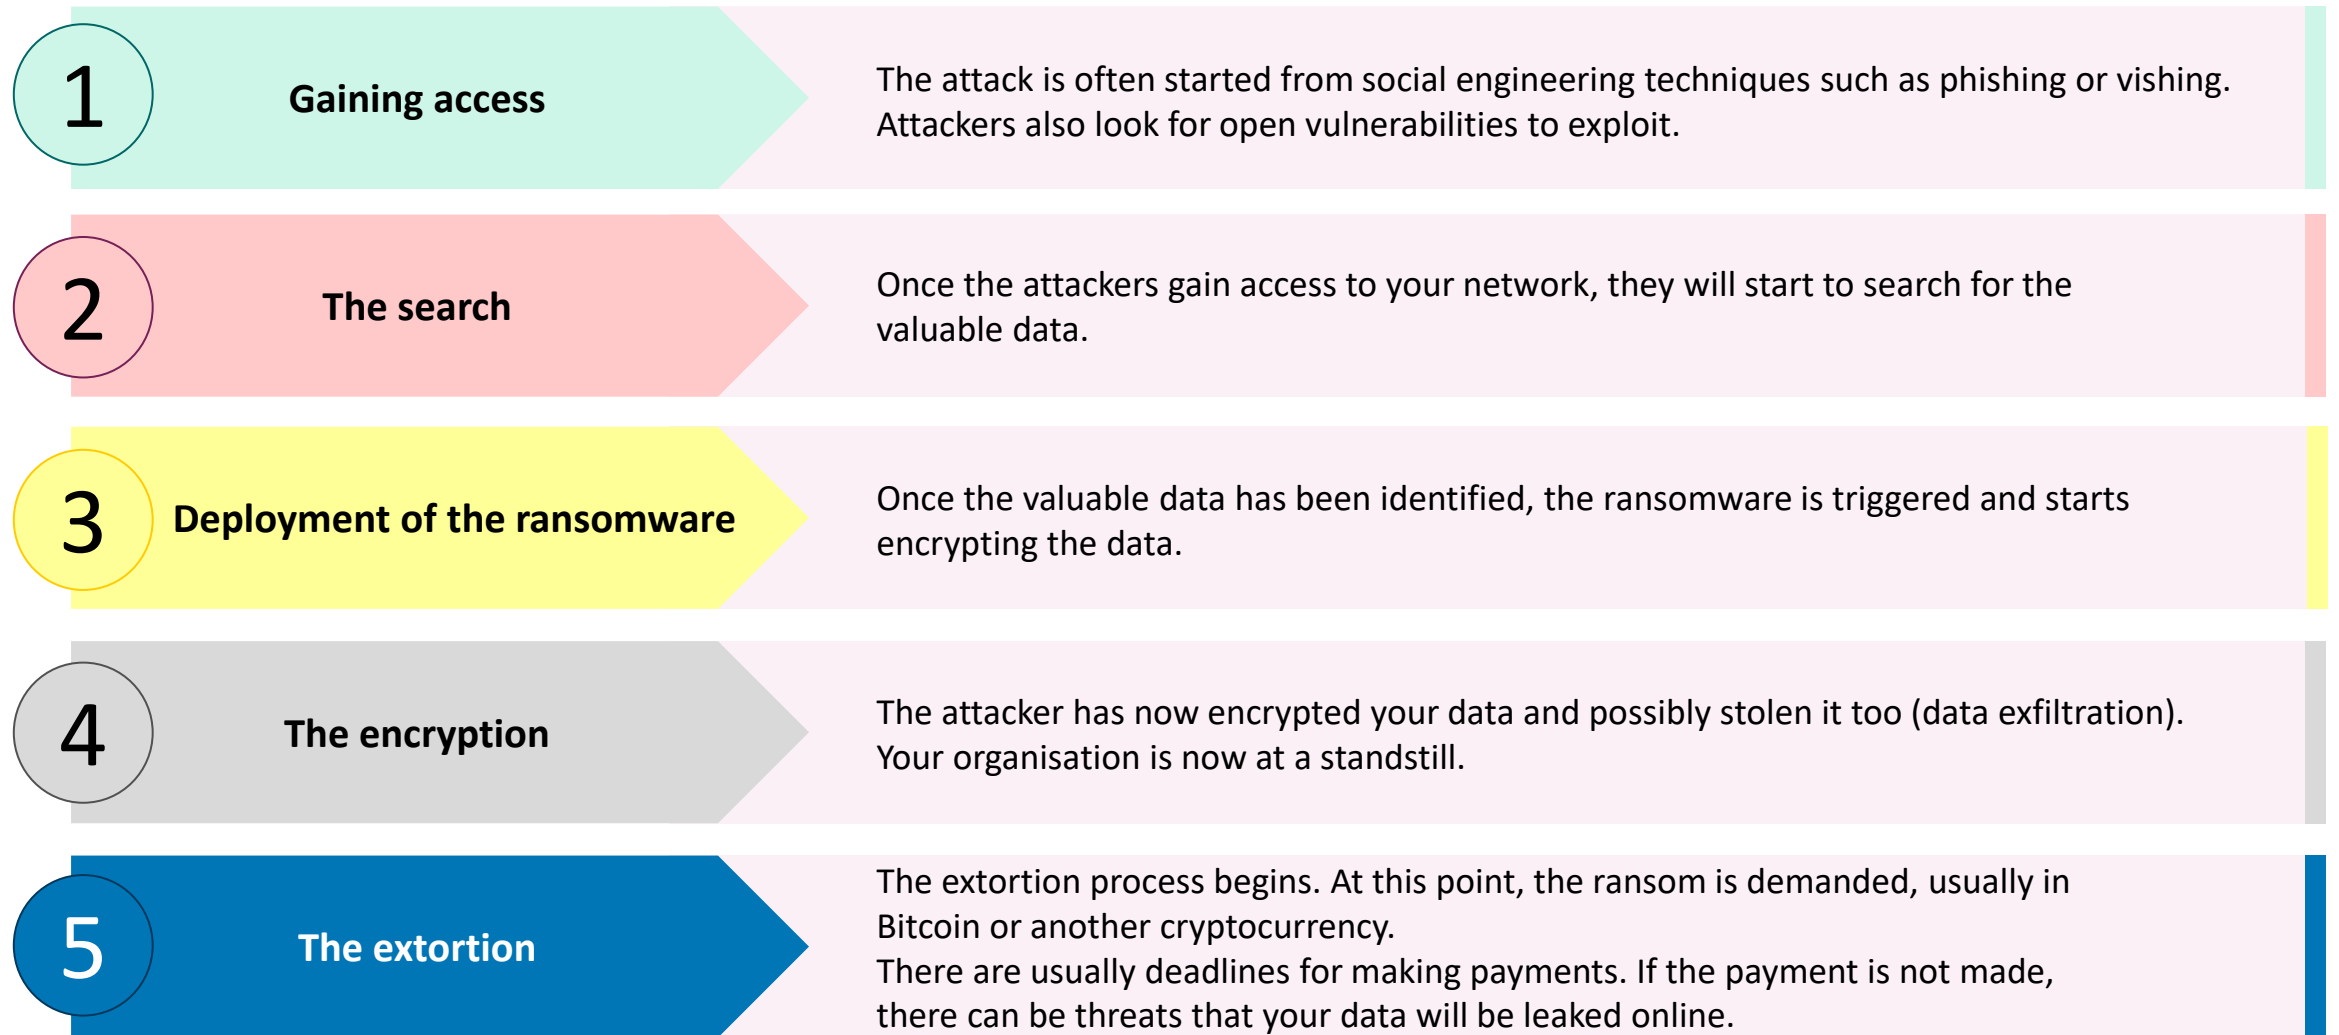 1
Gaining access
The attack is often started from social engineering techniques such as phishing or vishing.
Attackers also look for open vulnerabilities to exploit.
2
The search
Once the attackers gain access to your network, they will start to search for the
valuable data.
3
Deployment of the ransomware
Once the valuable data has been identified, the ransomware is triggered and starts
encrypting the data.
4
The encryption
The attacker has now encrypted your data and possibly stolen it too (data exfiltration).
Your organisation is now at a standstill.
5
The extortion
The extortion process begins. At this point, the ransom is demanded, usually in
Bitcoin or another cryptocurrency.
There are usually deadlines for making payments. If the payment is not made,
there can be threats that your data will be leaked online.